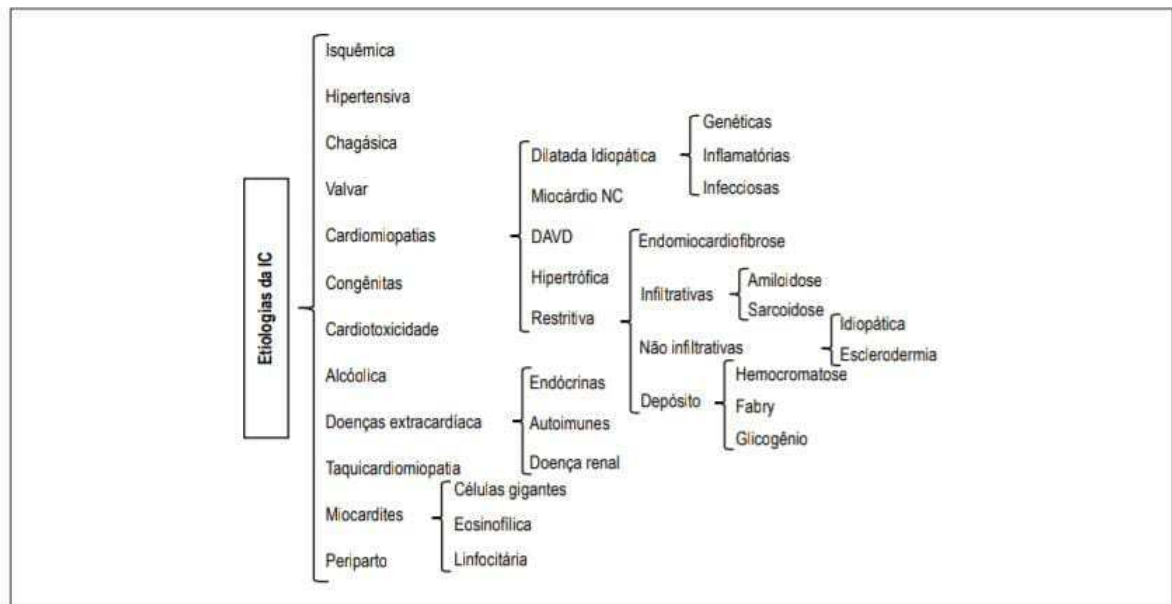 Etiologias da IC
Isquêmica
Hipertensiva
Chagásica
Valvar
Cardiomiopatias
Congênitas
Cardiotoxicidade
Alcóolica
Doenças extracardíaca
Taquicardiomiopatia
Miocardites
Periparto
Dilatada Idiopática
Miocárdio NC
DAVD
Hipertrófica
Restritiva
Genéticas
Inflamatórias
Infecciosas
Endomiocardiofibrose
Infiltrativas
Não infiltrativas
Depósito
Amiloidose
Sarcoidose
Idiopática
Esclerodermia
Hemocromatose
Fabry
Glicogênio
Endócrinas
Autoimunes
Doença renal
Células gigantes
Eosinofílica
Linfocitária